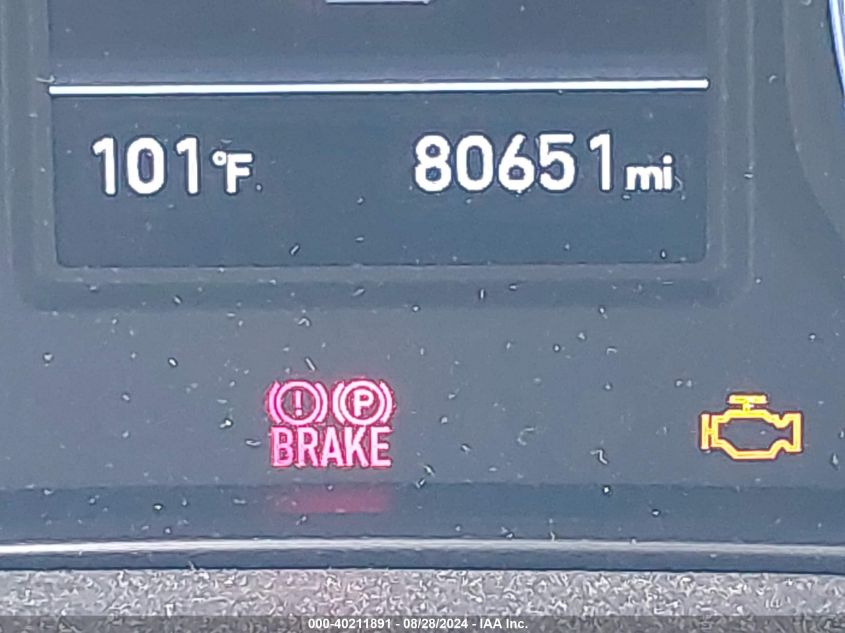 101°F 80651mi
! P
BRAKE
000-40211891 - 08/28/2024 - IAA Inc.